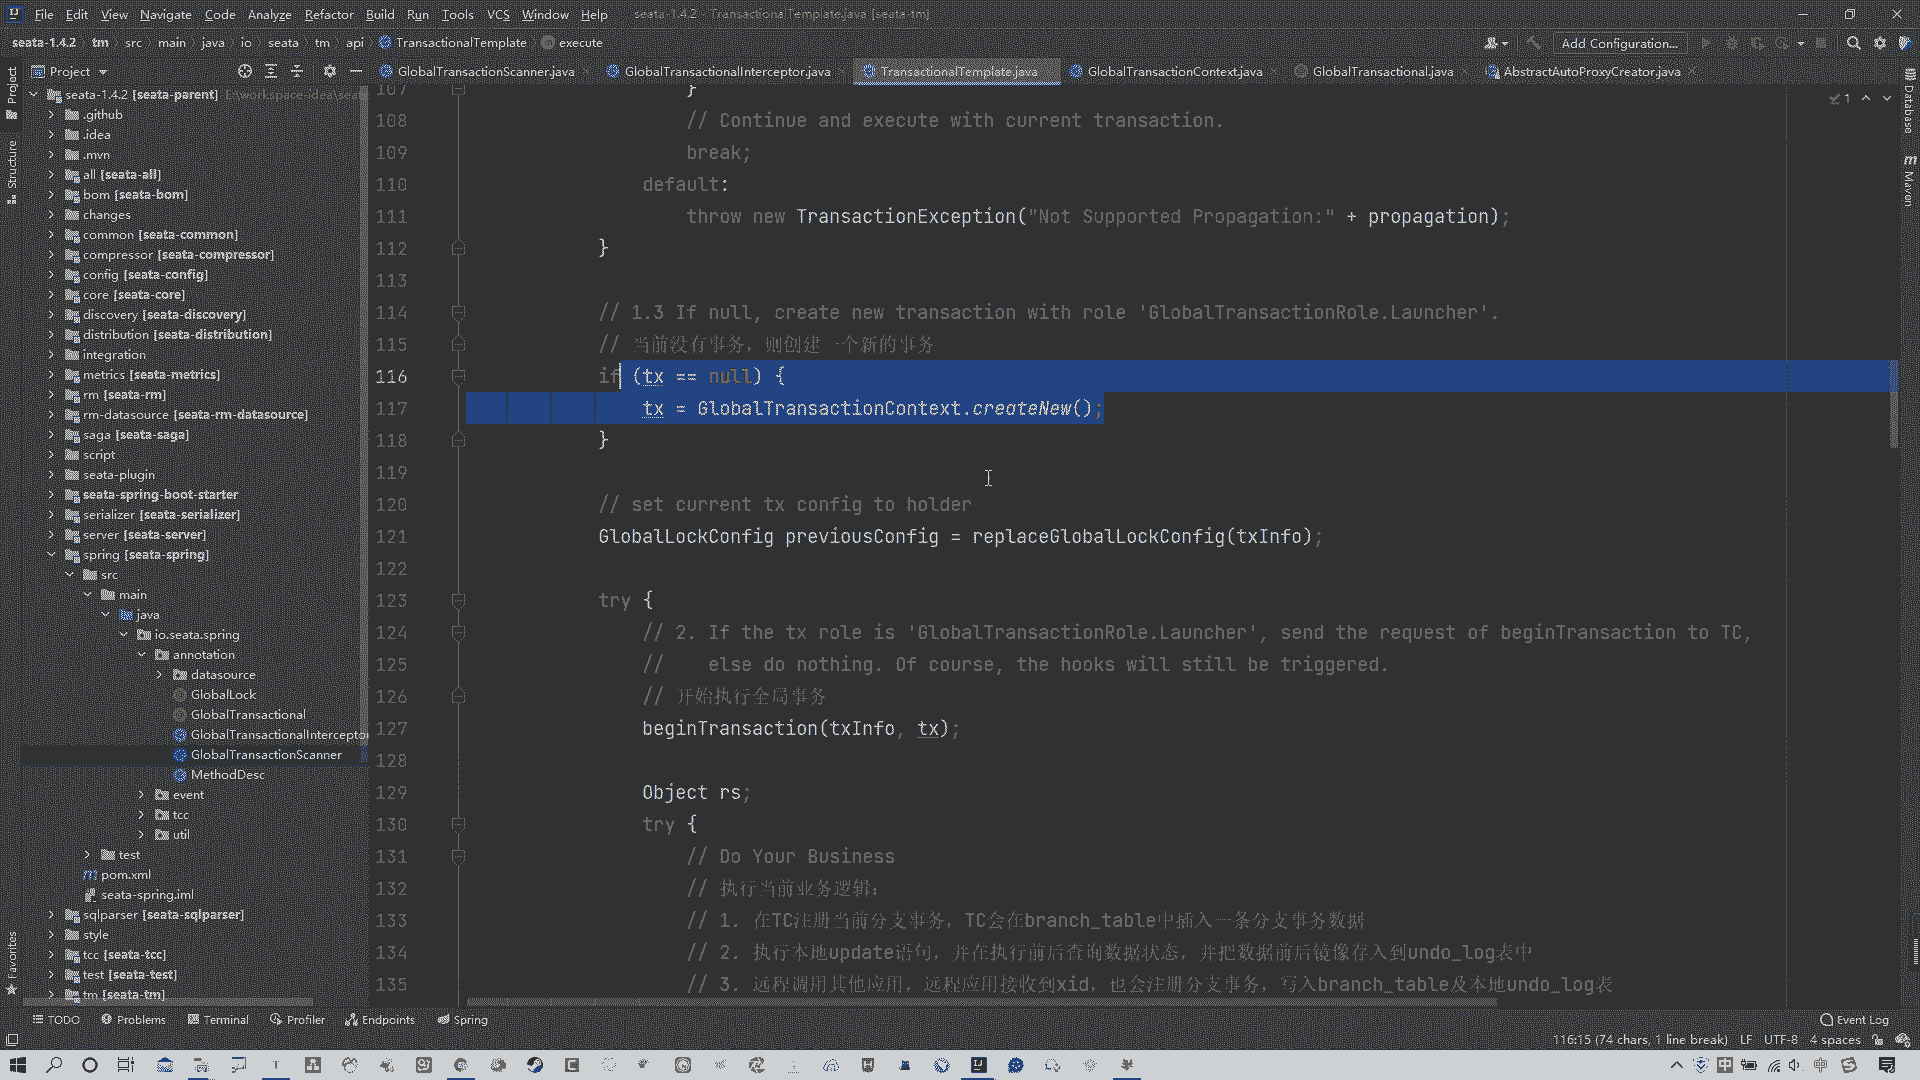 File Edit View Navigate Code Analyze Refactor Build Run Tools VCS Window Help seata-1.4.2 - TransactionalTemplate.java [seata-tm]
seata-1.4.2 tm src main java io seata tm api TransactionalTemplate execute
Add Configuration...
Project
GlobalTransactionScanner.java GlobalTransactionalInterceptor.java TransactionalTemplate.java GlobalTransactionContext.java GlobalTransactional.java AbstractAutoProxyCreator.java
Project
Structure
Favorites
Database
Maven
1
seata-1.4.2 [seata-parent]
.github
.idea
.mvn
all [seata-all]
bom [seata-bom]
changes
common [seata-common]
compressor [seata-compressor]
config [seata-config]
core [seata-core]
discovery [seata-discovery]
distribution [seata-distribution]
integration
metrics [seata-metrics]
rm [seata-rm]
rm-datasource [seata-rm-datasource]
saga [seata-saga]
script
seata-plugin
seata-spring-boot-starter
serializer [seata-serializer]
server [seata-server]
spring [seata-spring]
src
main
java
io.seata.spring
annotation
datasource
GlobalLock
GlobalTransactional
GlobalTransactionalInterceptor
GlobalTransactionScanner
MethodDesc
event
tcc
util
test
pom.xml
seata-spring.iml
sqlparser [seata-sqlparser]
style
tcc [seata-tcc]
test [seata-test]
tm [seata-tm]
107 }
108 // Continue and execute with current transaction.
109 break;
110 default:
111 throw new TransactionException("Not Supported Propagation:" + propagation);
112 }
113
114 // 1.3 If null, create new transaction with role 'GlobalTransactionRole.Launcher'.
115 // 当前没有事务，则创建一个新的事务
116 if (tx == null) {
117 tx = GlobalTransactionContext.createNew();
118 }
119
120 // set current tx config to holder
121 GlobalLockConfig previousConfig = replaceGlobalLockConfig(txInfo);
122
123 try {
124 // 2. If the tx role is 'GlobalTransactionRole.Launcher', send the request of beginTransaction to TC,
125 // else do nothing. Of course, the hooks will still be triggered.
126 // 开始执行全局事务
127 beginTransaction(txInfo, tx);
128
129 Object rs;
130 try {
131 // Do Your Business
132 // 执行当前业务逻辑：
133 // 1. 在TC注册当前分支事务，TC会在branch_table中插入一条分支事务数据
134 // 2. 执行本地update语句，并在执行前后查询数据状态，并把数据前后镜像存入到undo_log表中
135 // 3. 远程调用其他应用，远程应用接收到xid，也会注册分支事务，写入branch_table及本地undo_log表
TODO Problems Terminal Profiler Endpoints Spring Event Log
116:15 (74 chars, 1 line break) LF UTF-8 4 spaces